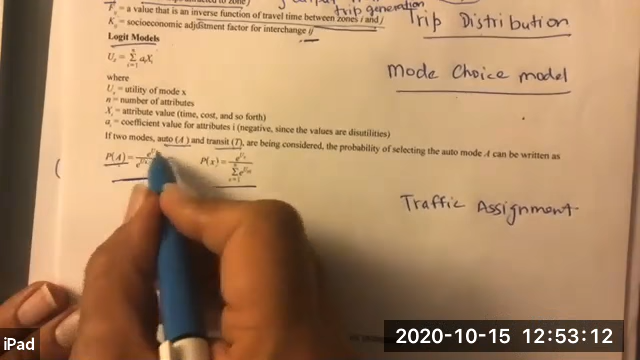 trip generation
F = a value that is an inverse function of travel time between zones i and j
K = socioeconomic adjustment factor for interchange ij
Trip Distribution
Logit Models
Mode Choice model
where
= utility of mode x
n = number of attributes
X = attribute value (time, cost, and so forth)
a = coefficient value for attributes i (negative, since the values are disutilities)
If two modes, auto (A) and transit (T), are being considered, the probability of selecting the auto mode A can be written as
P(A) =
P(x) =
Traffic Assignment
iPad
2020-10-15 12:53:12